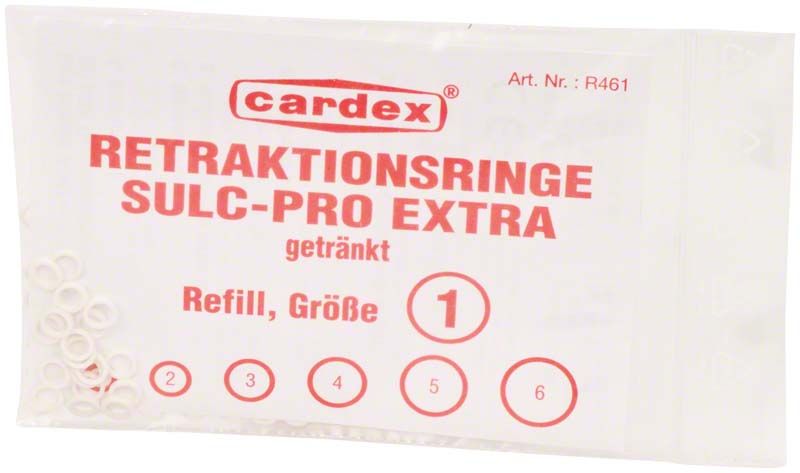 cardex®
Art. Nr. : R461
RETRAKTIONSRINGE
SULC-PRO EXTRA
getränkt
Refill, Größe 1
2 3 4 5 6